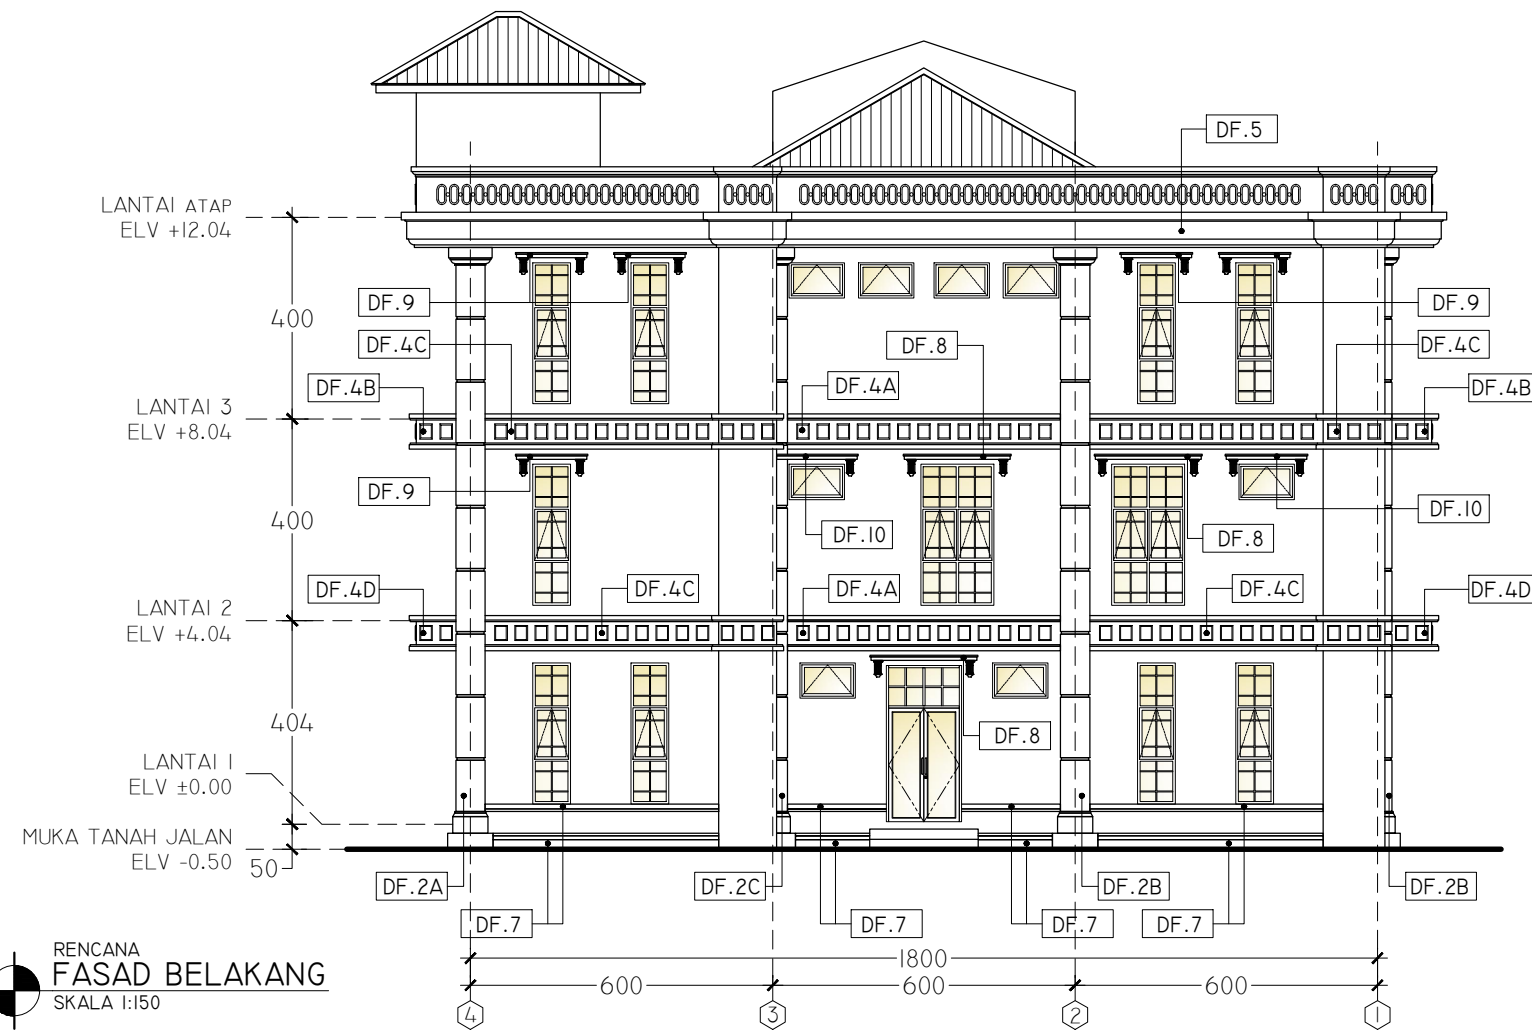 DF.5
LANTAI ATAP
ELV +12.04
DF.9
DF.9
400
DF.4C
DF.8
DF.4C
DF.4B
DF.4A
DF.4B
LANTAI 3
ELV +8.04
DF.9
DF.10
400
DF.10
DF.8
DF.4D
DF.4C
DF.4A
DF.4C
DF.4D
LANTAI 2
ELV +4.04
404
DF.8
LANTAI 1
ELV ±0.00
MUKA TANAH JALAN
ELV -0.50
50
DF.2A
DF.2C
DF.2B
DF.2B
DF.7
DF.7
DF.7
DF.7
RENCANA
FASAD BELAKANG
SKALA 1:150
1800
600
600
600
4
3
2
1